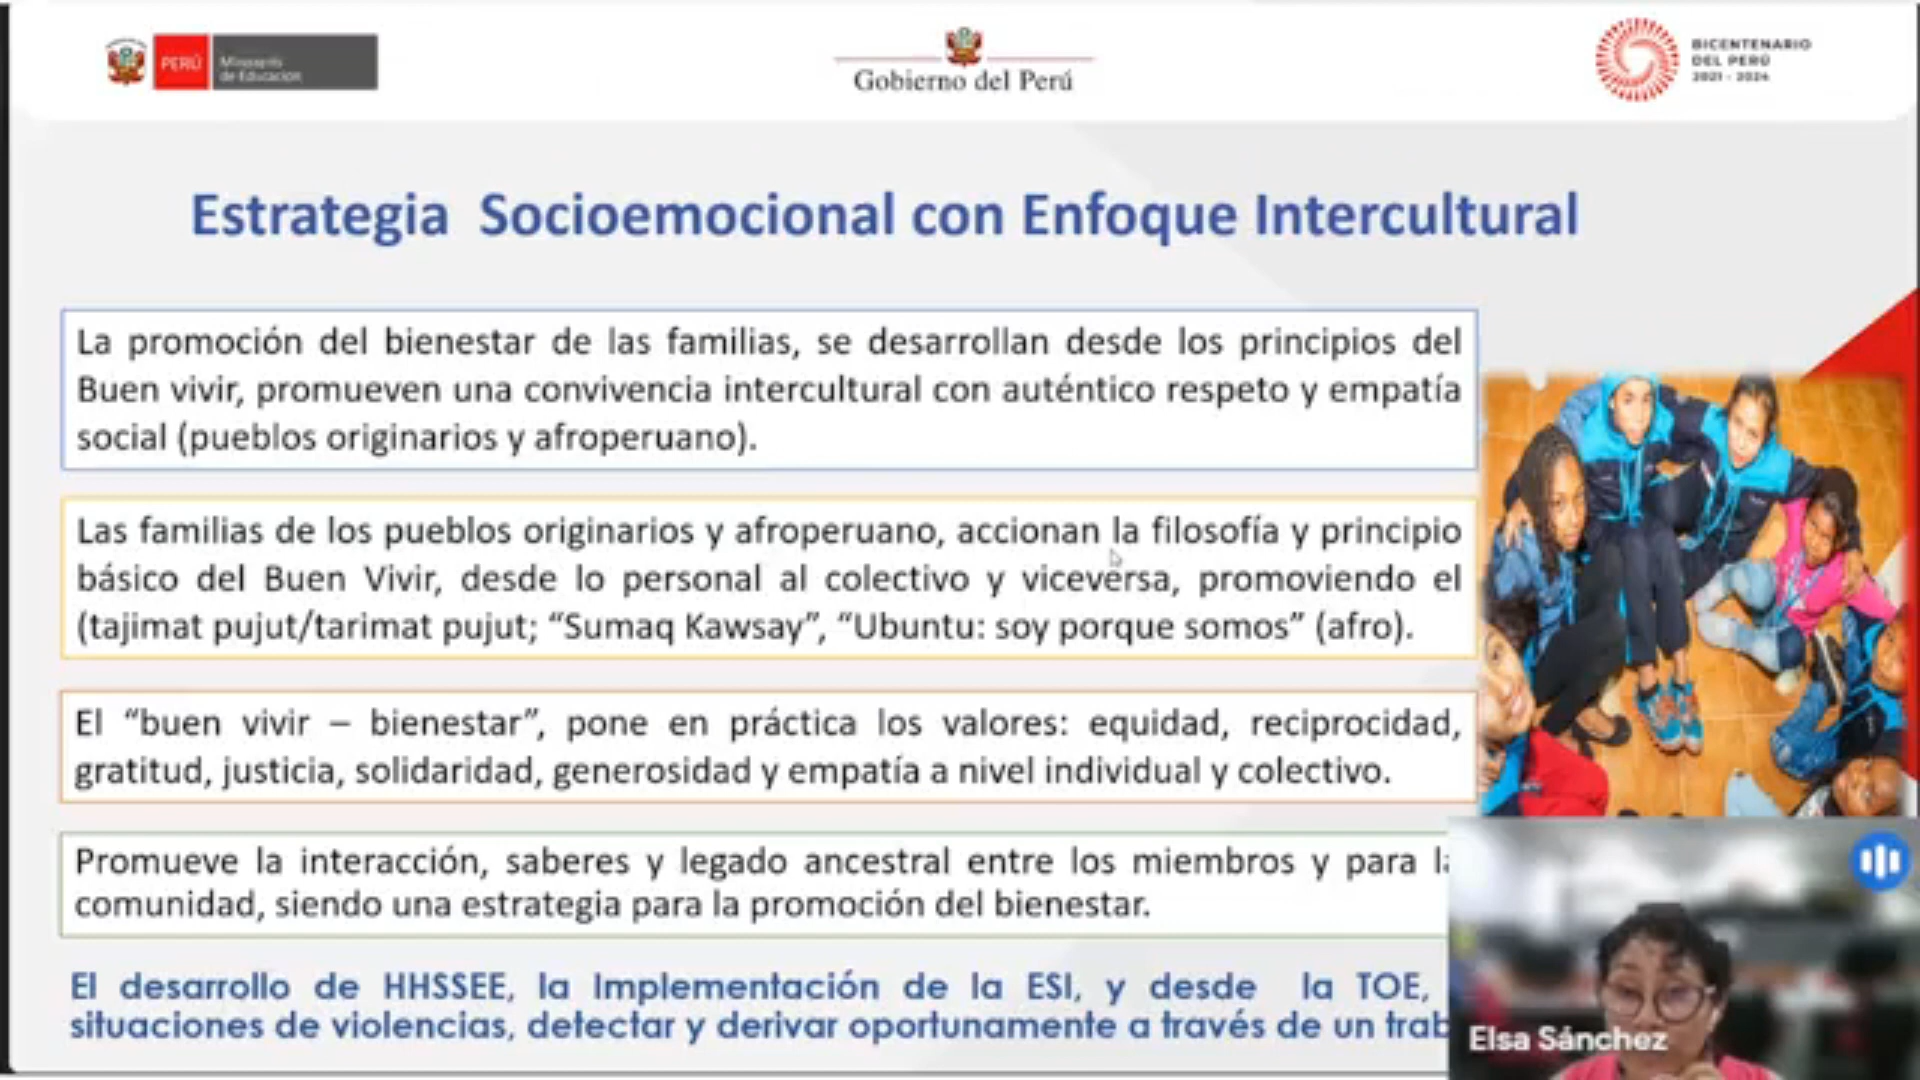 PERÚ
Ministerio
de Educación
Gobierno del Perú
BICENTENARIO
DEL PERÚ
2021 - 2024
Estrategia Socioemocional con Enfoque Intercultural
La promoción del bienestar de las familias, se desarrollan desde los principios del
Buen vivir, promueven una convivencia intercultural con auténtico respeto y empatía
social (pueblos originarios y afroperuano).
Las familias de los pueblos originarios y afroperuano, accionan la filosofía y principio
básico del Buen Vivir, desde lo personal al colectivo y viceversa, promoviendo el
(tajimat pujut/tarimat pujut; “Sumaq Kawsay”, “Ubuntu: soy porque somos” (afro).
El “buen vivir – bienestar”, pone en práctica los valores: equidad, reciprocidad,
gratitud, justicia, solidaridad, generosidad y empatía a nivel individual y colectivo.
Promueve la interacción, saberes y legado ancestral entre los miembros y para
comunidad, siendo una estrategia para la promoción del bienestar.
El desarrollo de HHSSEE, la Implementación de la ESI, y desde la TOE,
situaciones de violencias, detectar y derivar oportunamente a través de un
Elsa Sánchez